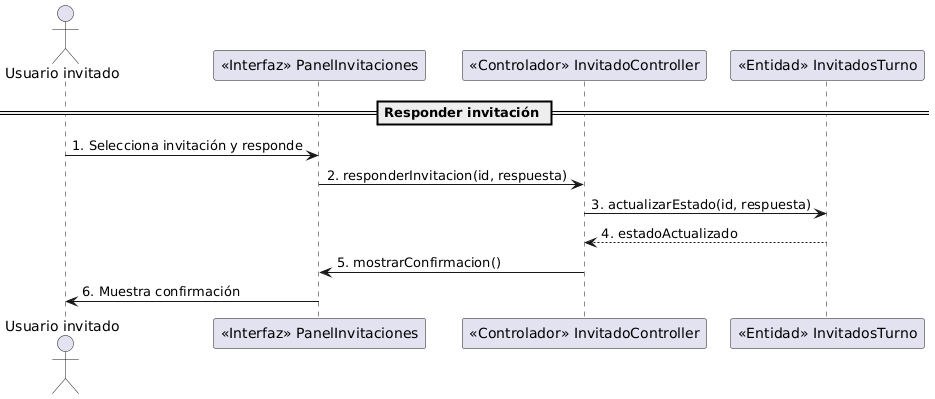 Usuario invitado
«Interfaz» PanelInvitaciones
«Controlador» InvitadoController
«Entidad» InvitadosTurno
Responder invitación
1. Selecciona invitación y responde
2. responderInvitacion(id, respuesta)
3. actualizarEstado(id, respuesta)
4. estadoActualizado
5. mostrarConfirmacion()
6. Muestra confirmación
Usuario invitado
«Interfaz» PanelInvitaciones
«Controlador» InvitadoController
«Entidad» InvitadosTurno